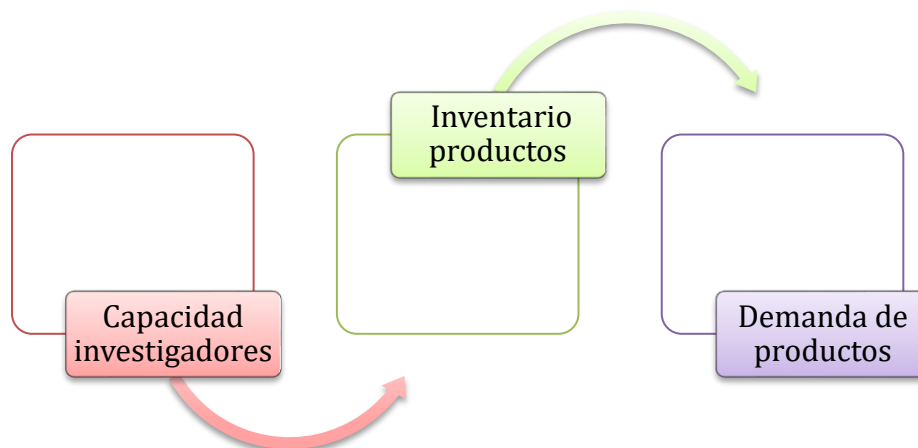 Capacidad
investigadores
Inventario
productos
Demanda de
productos